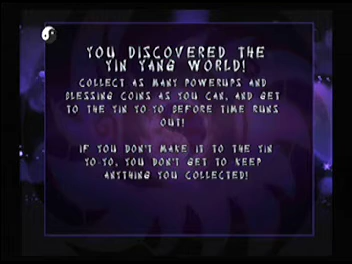 YOU DISCOVERED THE
YIN YANG WORLD!
COLLECT AS MANY POWERUPS AND
BLESSING COINS AS YOU CAN, AND GET
TO THE YIN YO-YO BEFORE TIME RUNS
OUT!
IF YOU DON'T MAKE IT TO THE YIN
YO-YO, YOU DON'T GET TO KEEP
ANYTHING YOU COLLECTED!